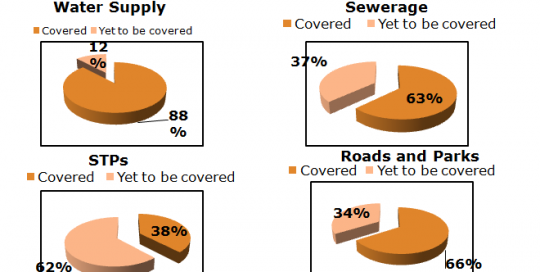 Water Supply
Covered Yet to be covered
12
%
88
%
Sewerage
Covered Yet to be covered
37%
63%
STPs
Covered Yet to be covered
38%
62%
Roads and Parks
Covered Yet to be covered
34%
66%